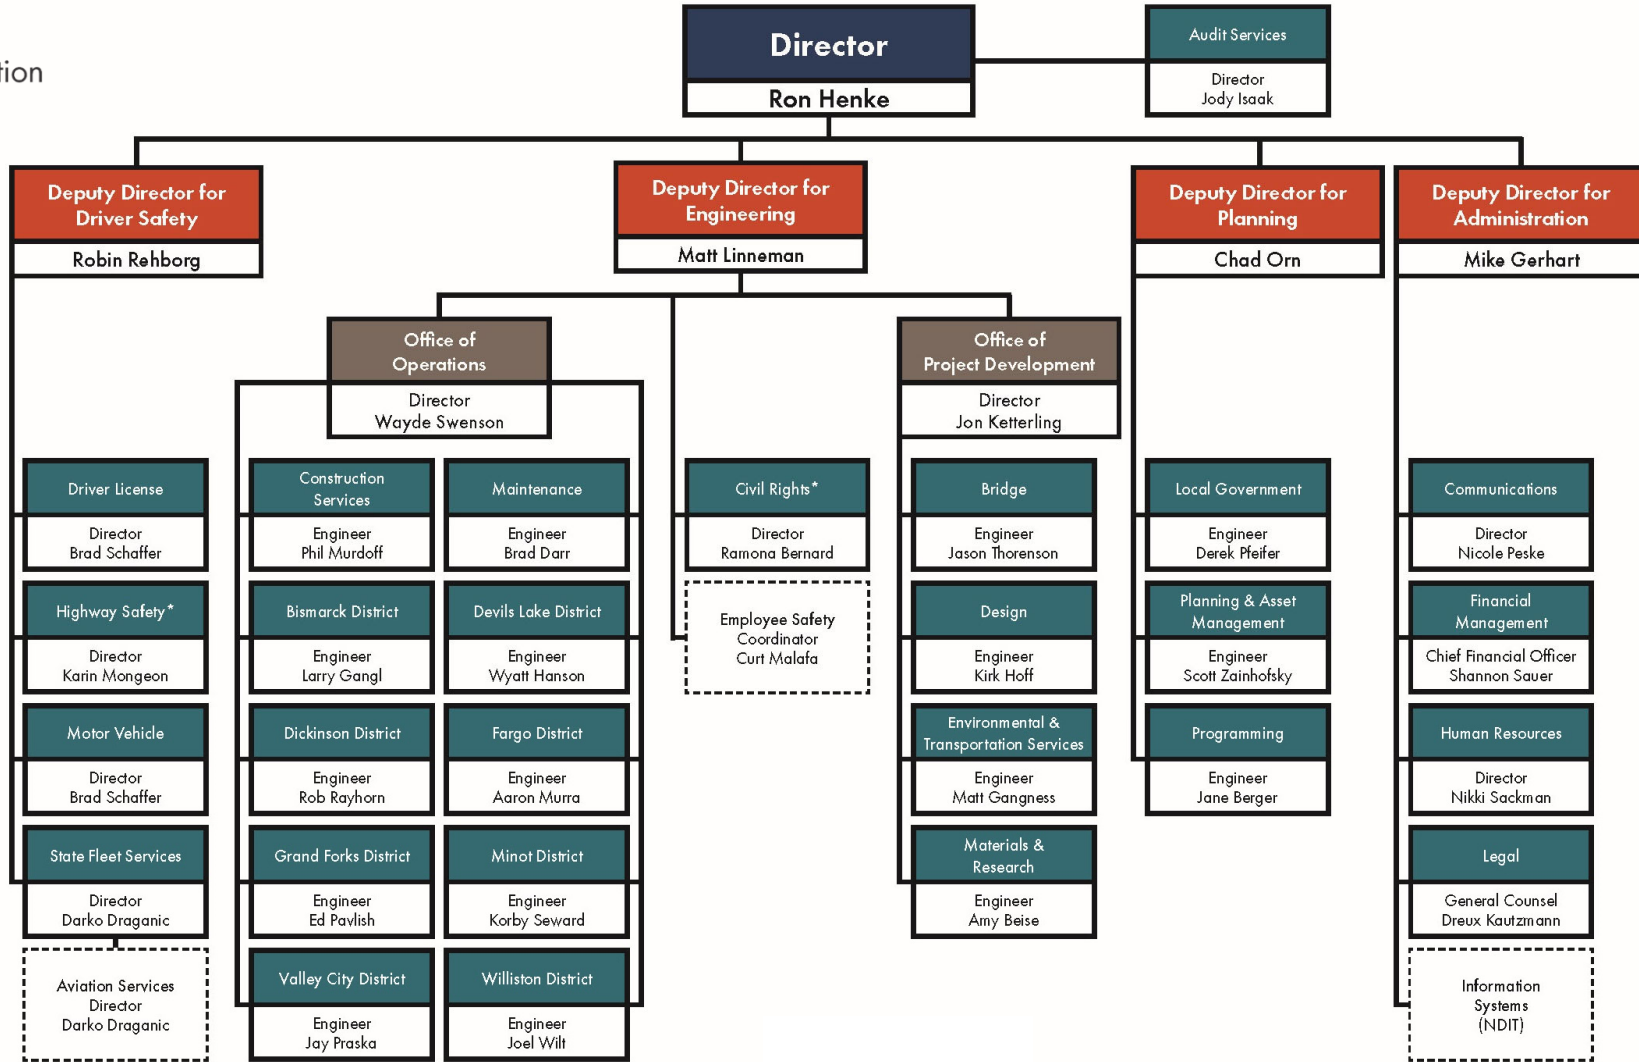 tion
Director
Ron Henke
Audit Services
Director
Jody Isaak
Deputy Director for
Driver Safety
Robin Rehborg
Deputy Director for
Engineering
Matt Linneman
Deputy Director for
Planning
Chad Orn
Deputy Director for
Administration
Mike Gerhart
Office of
Operations
Director
Wayde Swenson
Office of
Project Development
Director
Jon Ketterling
Driver License
Director
Brad Schaffer
Construction
Services
Engineer
Phil Murdoff
Maintenance
Engineer
Brad Darr
Civil Rights*
Director
Ramona Bernard
Bridge
Engineer
Jason Thorenson
Local Government
Engineer
Derek Pfeifer
Communications
Director
Nicole Peske
Highway Safety*
Director
Karin Mongeon
Bismarck District
Engineer
Larry Gangl
Devils Lake District
Engineer
Wyatt Hanson
Employee Safety
Coordinator
Curt Malafa
Design
Engineer
Kirk Hoff
Planning & Asset
Management
Engineer
Scott Zainhofsky
Financial
Management
Chief Financial Officer
Shannon Sauer
Motor Vehicle
Director
Brad Schaffer
Dickinson District
Engineer
Rob Rayhorn
Fargo District
Engineer
Aaron Murra
Environmental &
Transportation Services
Engineer
Matt Gangness
Programming
Engineer
Jane Berger
Human Resources
Director
Nikki Sackman
State Fleet Services
Director
Darko Draganic
Grand Forks District
Engineer
Ed Pavlish
Minot District
Engineer
Korby Seward
Materials &
Research
Engineer
Amy Beise
Legal
General Counsel
Dreux Kautzmann
Aviation Services
Director
Darko Draganic
Valley City District
Engineer
Jay Praska
Williston District
Engineer
Joel Wilt
Information
Systems
(NDIT)